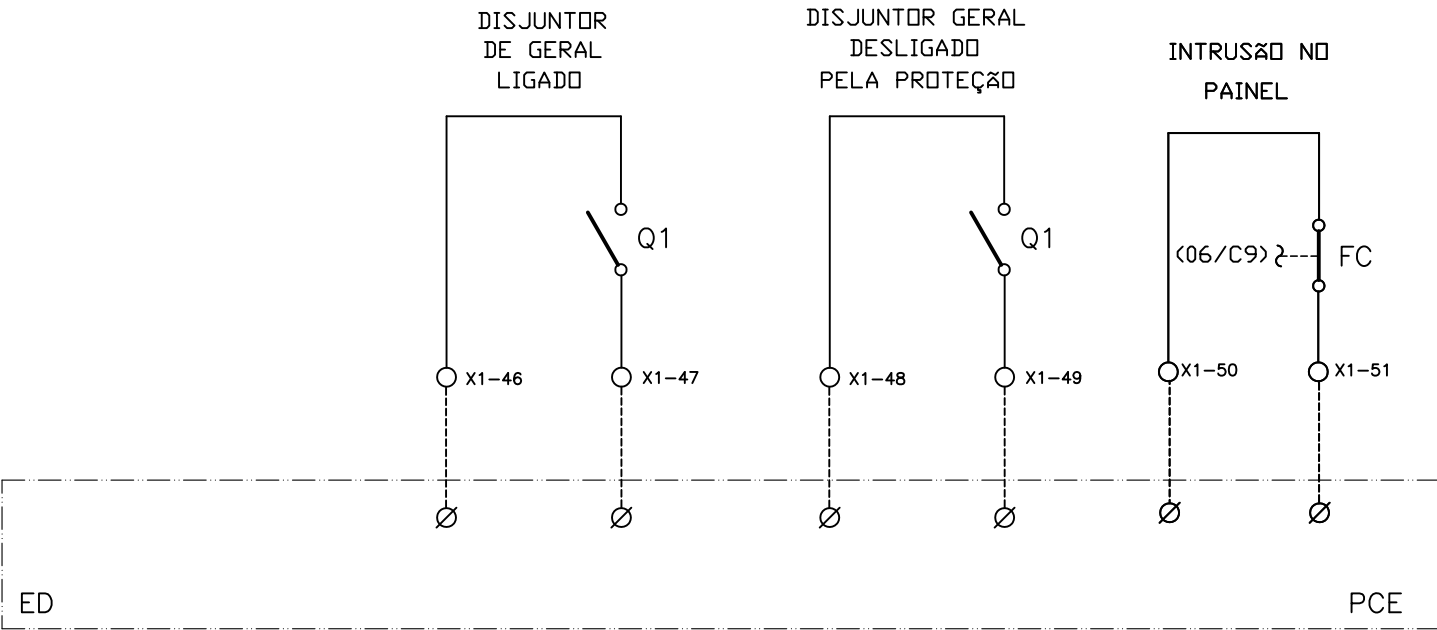 DISJUNTOR
DE GERAL
LIGADO
DISJUNTOR GERAL
DESLIGADO
PELA PROTEÇÃO
INTRUSÃO NO
PAINEL
Q1
Q1
(06/C9)
FC
X1-46
X1-47
X1-48
X1-49
X1-50
X1-51
ED
PCE